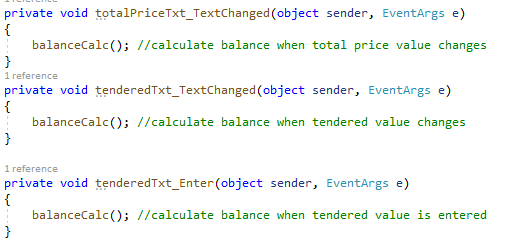 private void totalPriceTxt_TextChanged(object sender, EventArgs e)
{
balanceCalc(); //calculate balance when total price value changes
}
1 reference
private void tenderedTxt_TextChanged(object sender, EventArgs e)
{
balanceCalc(); //calculate balance when tendered value changes
}
1 reference
private void tenderedTxt_Enter(object sender, EventArgs e)
{
balanceCalc(); //calculate balance when tendered value is entered
}